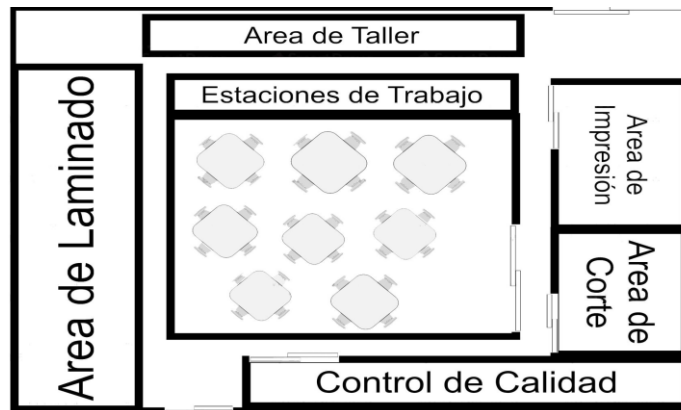 Area de Taller
Estaciones de Trabajo
Area de Laminado
Area de
Impresión
Area de
Corte
Control de Calidad